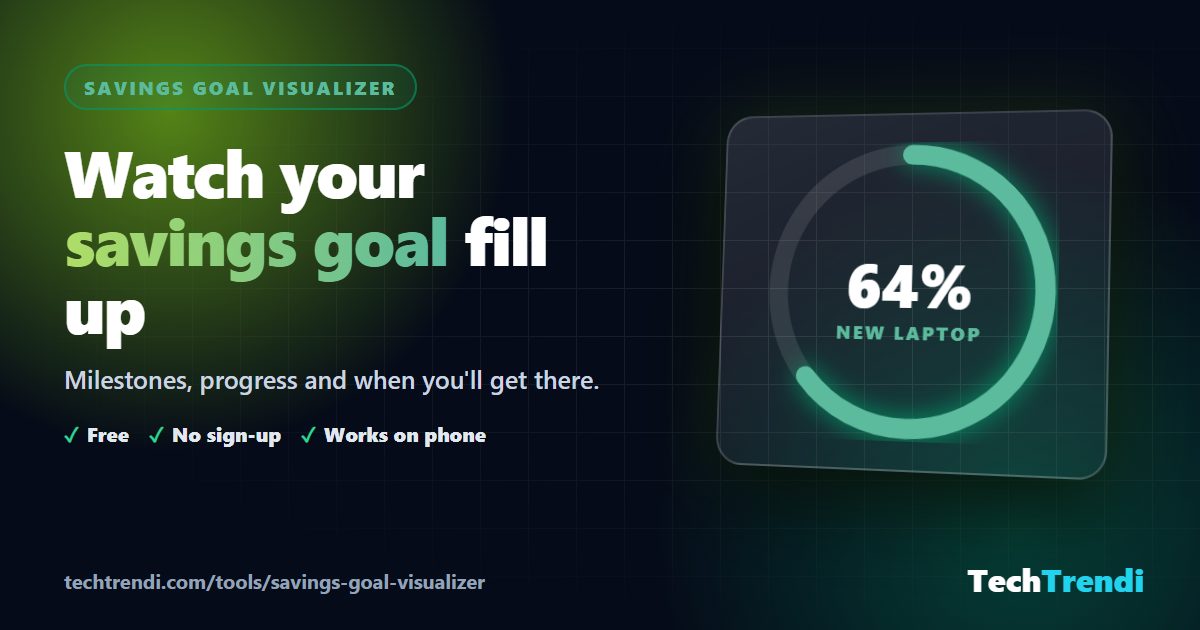 SAVINGS GOAL VISUALIZER
Watch your
savings goal fill
up
Milestones, progress and when you'll get there.
✓ Free ✓ No sign-up ✓ Works on phone
64%
NEW LAPTOP
techtrendi.com/tools/savings-goal-visualizer
TechTrendi